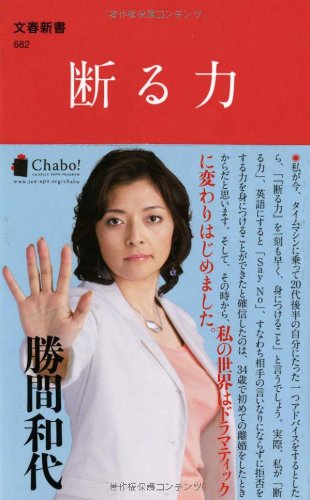 「著作権保護コンテンツ」
文春新書
682
断る力
Chabo!
CHARITY BOOK PROGRAM
www.jen-npo.org/chabo
●私が今、タイムマシンに乗って20代後半の自分にたった一つアドバイスをするとした
ら、「『断る力』を一刻も早く、身につけること」と言うでしょう。実際、私が「断
る力」、英語にすると「Say No」、すなわち相手の言いなりにならずに拒否
する力を身につけることができたと確信したのは、34歳で初めての離婚をしたとき
からだと思います。そして、その時から、私の世界はドラマティック
に変わりはじめました。
勝間和代
著作権保護コンテンツ